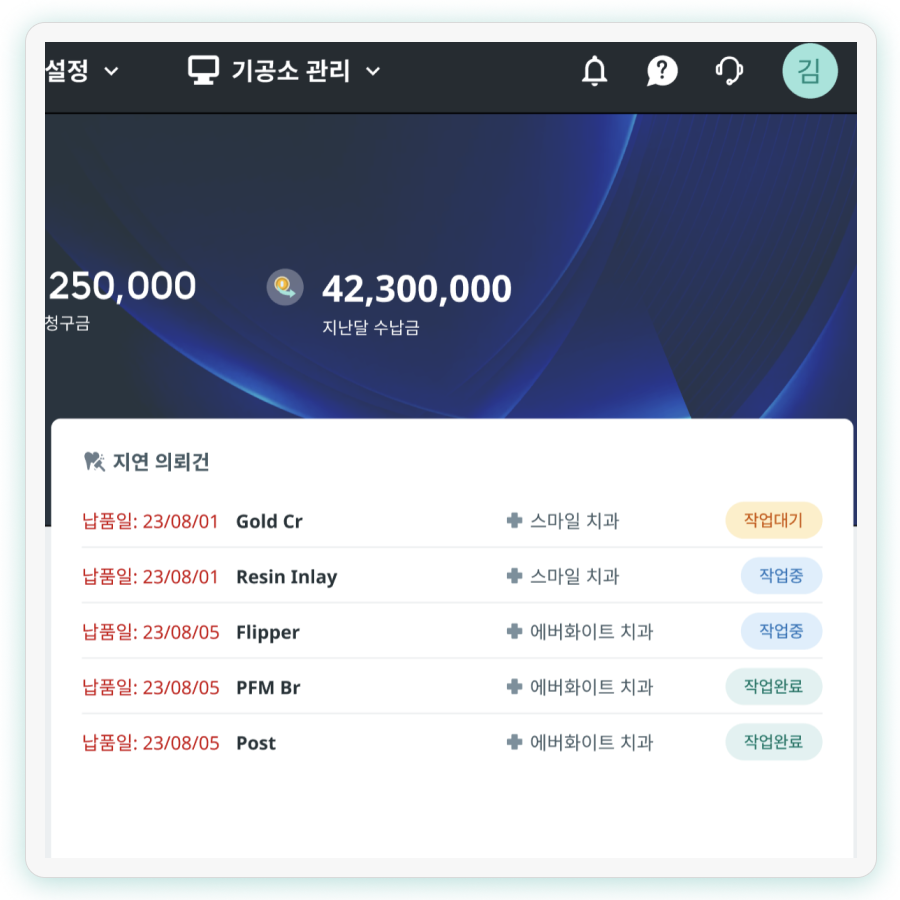 설정 기공소 관리 ? 김
250,000 42,300,000
청구금 지난달 수납금
지연 의뢰건
납품일: 23/08/01 Gold Cr 스마일 치과 작업대기
납품일: 23/08/01 Resin Inlay 스마일 치과 작업중
납품일: 23/08/05 Flipper 에버화이트 치과 작업중
납품일: 23/08/05 PFM Br 에버화이트 치과 작업완료
납품일: 23/08/05 Post 에버화이트 치과 작업완료